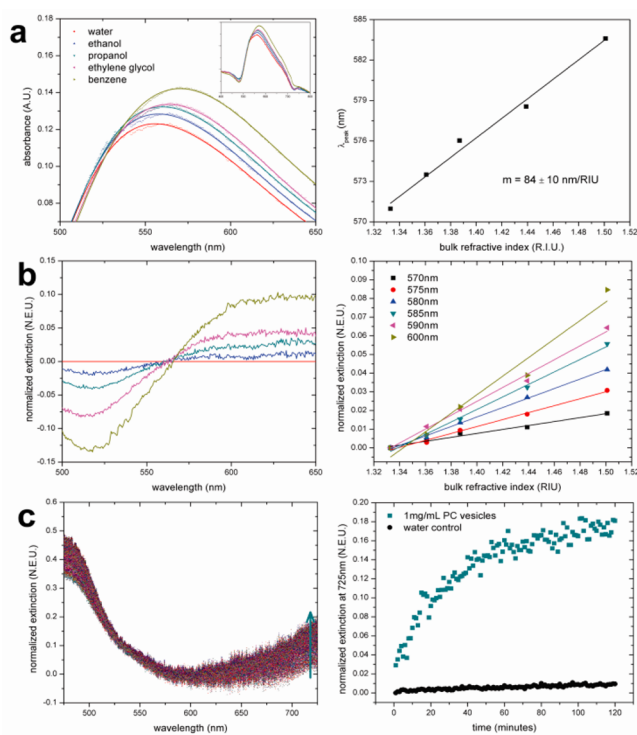 a
water
ethanol
propanol
ethylene glycol
benzene
absorbance (A.U.)
0.18
0.16
0.14
0.12
0.10
0.08
500
550
600
650
wavelength (nm)
λpeak (nm)
585
582
579
576
573
570
m = 84 ± 10 nm/RIU
1.32 1.34 1.36 1.38 1.40 1.42 1.44 1.46 1.48 1.50 1.52
bulk refractive index (R.I.U.)
b
normalized extinction (N.E.U.)
0.15
0.10
0.05
0.00
-0.05
-0.10
-0.15
500
550
600
650
wavelength (nm)
normalized extinction (N.E.U.)
0.10
0.09
0.08
0.07
0.06
0.05
0.04
0.03
0.02
0.01
0.00
570nm
575nm
580nm
585nm
590nm
600nm
1.32 1.34 1.36 1.38 1.40 1.42 1.44 1.46 1.48 1.50 1.52
bulk refractive index (RIU)
c
normalized extinction (N.E.U.)
0.6
0.5
0.4
0.3
0.2
0.1
0.0
-0.1
500
550
600
650
700
wavelength (nm)
normalized extinction at 725nm (N.E.U.)
0.20
0.18
0.16
0.14
0.12
0.10
0.08
0.06
0.04
0.02
0.00
1mg/mL PC vesicles
water control
0 20 40 60 80 100 120
time (minutes)